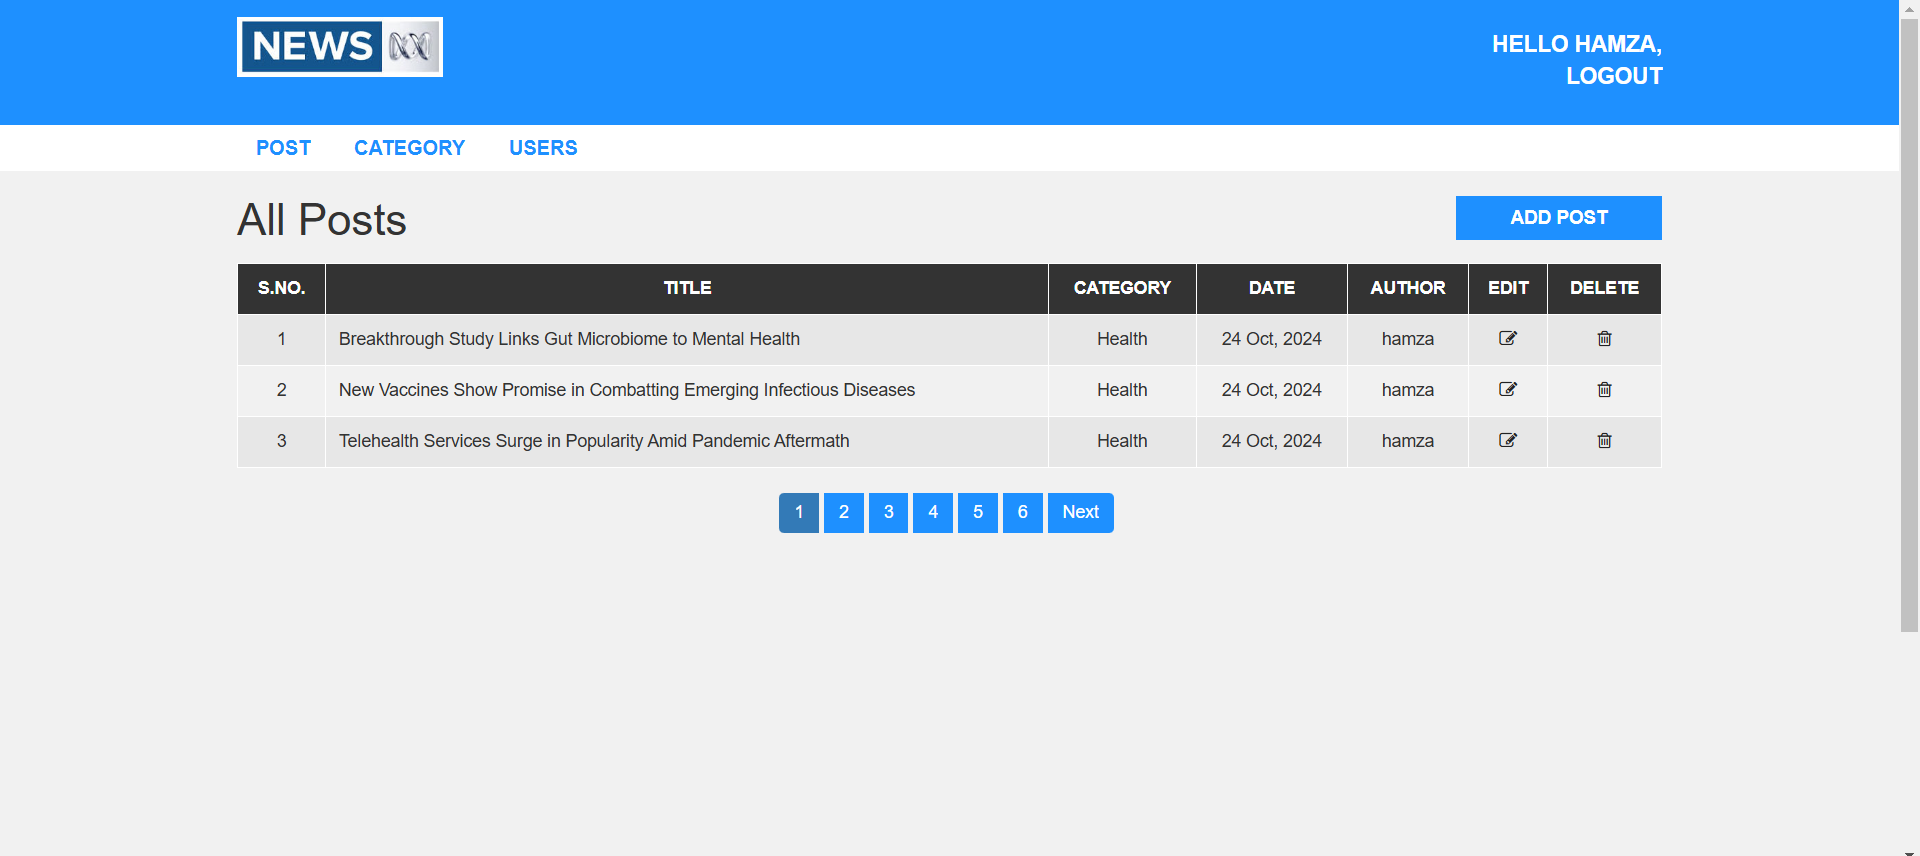 NEWS
HELLO HAMZA,
LOGOUT
POST CATEGORY USERS
All Posts
ADD POST
S.NO. TITLE CATEGORY DATE AUTHOR EDIT DELETE
1 Breakthrough Study Links Gut Microbiome to Mental Health Health 24 Oct, 2024 hamza
2 New Vaccines Show Promise in Combatting Emerging Infectious Diseases Health 24 Oct, 2024 hamza
3 Telehealth Services Surge in Popularity Amid Pandemic Aftermath Health 24 Oct, 2024 hamza
1 2 3 4 5 6 Next